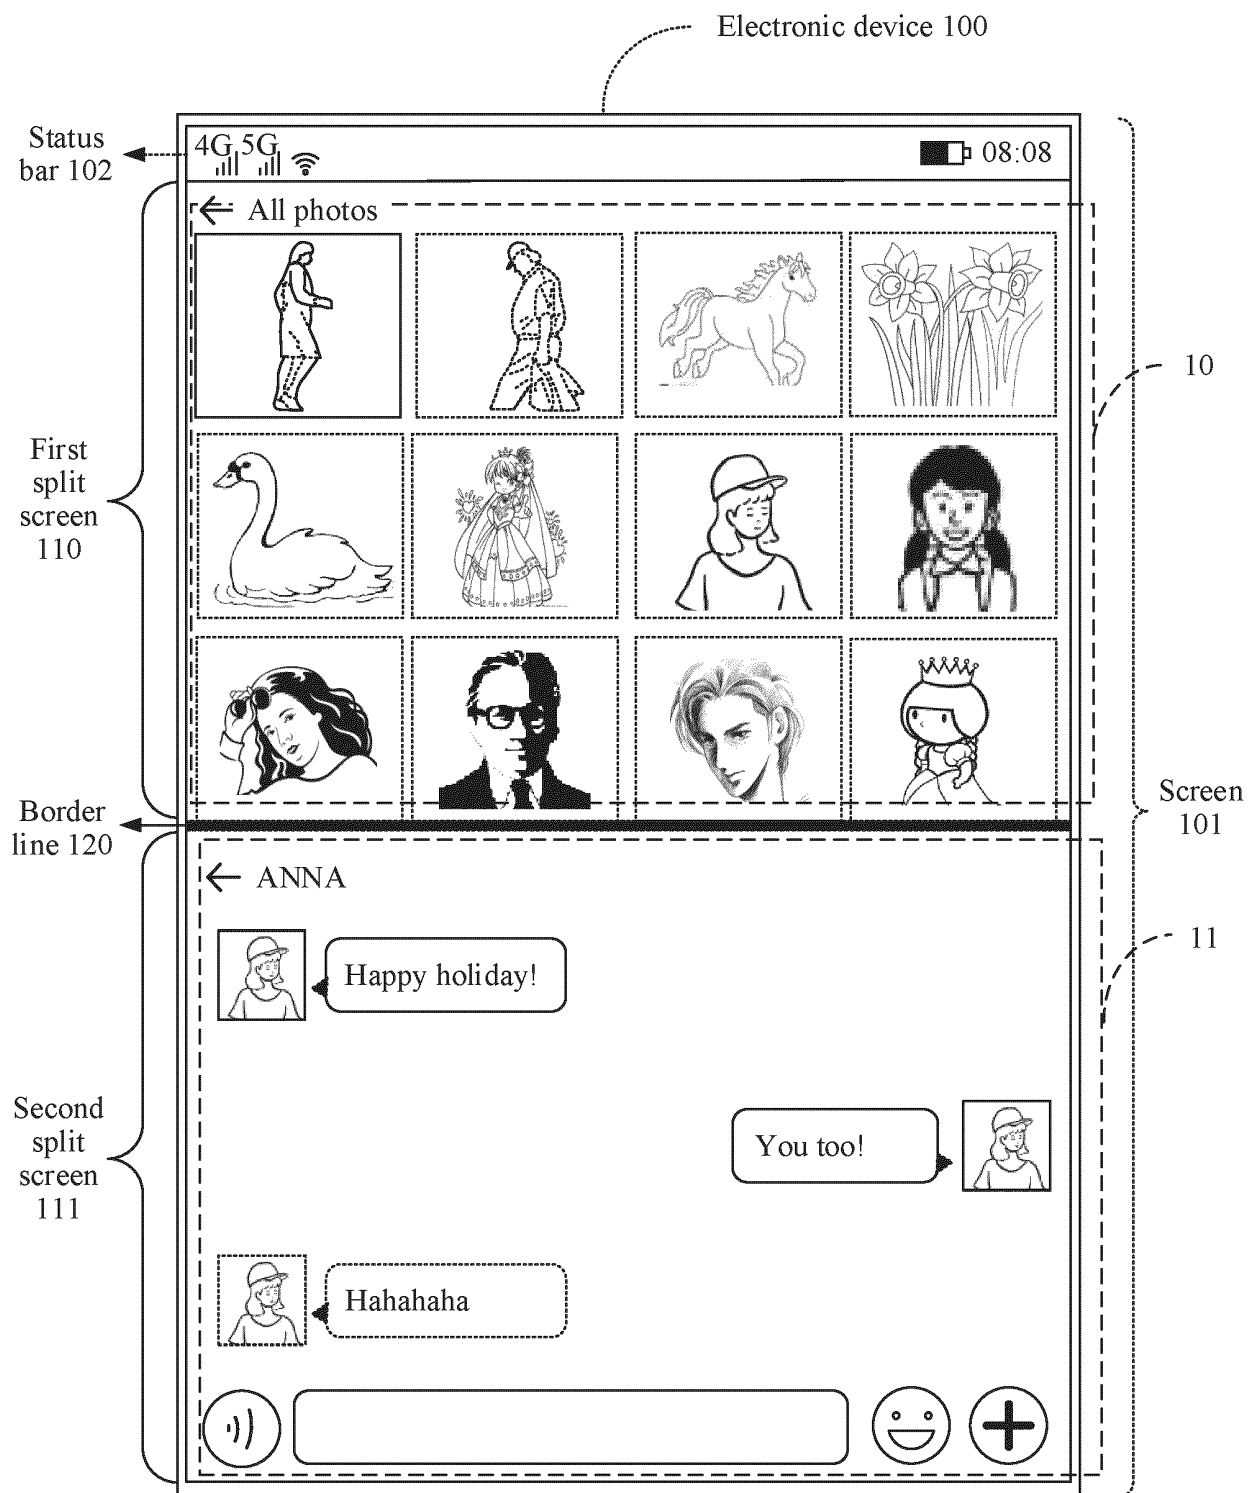 Electronic device 100
Status
bar 102
4G 5G
08:08
All photos
10
First
split
screen
110
Border
line 120
Screen
101
ANNA
11
Happy holiday!
Second
split
screen
111
You too!
Hahahaha